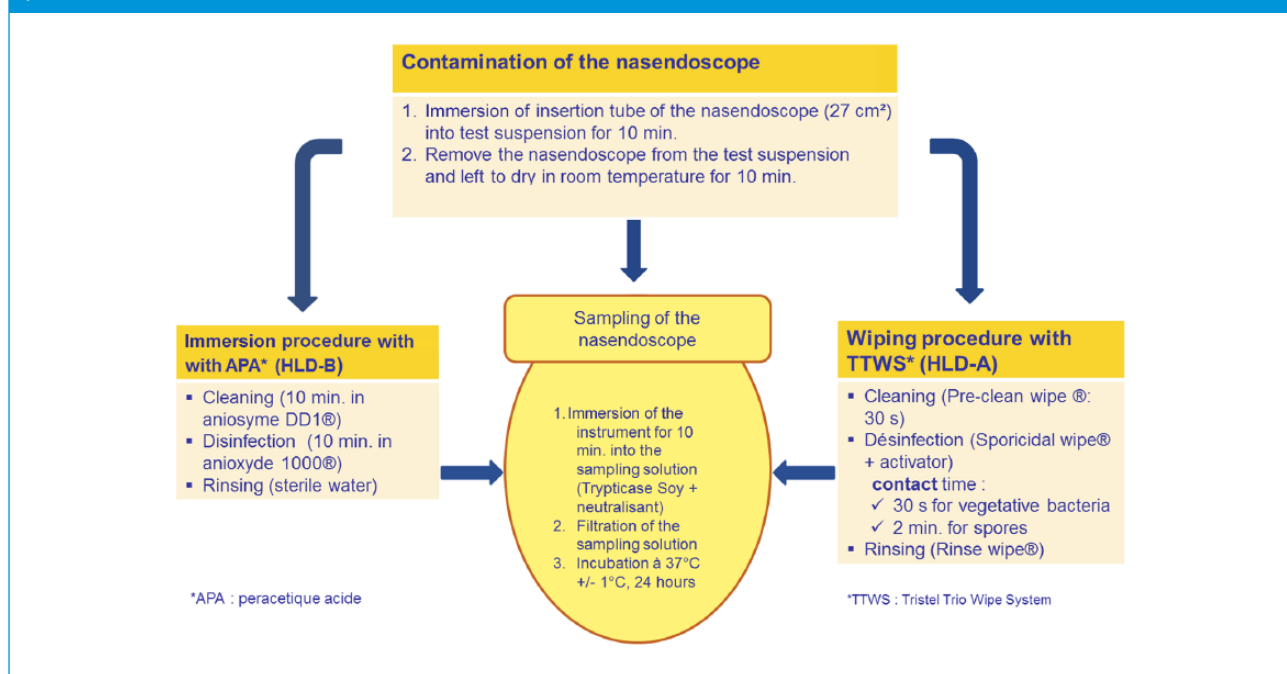 Contamination of the nasendoscope
1. Immersion of insertion tube of the nasendoscope (27 cm²)
into test suspension for 10 min.
2. Remove the nasendoscope from the test suspension
and left to dry in room temperature for 10 min.
Immersion procedure with
with APA* (HLD-B)
▪ Cleaning (10 min. in
aniosyme DD1®)
▪ Disinfection (10 min. in
anioxyde 1000®)
▪ Rinsing (sterile water)
*APA : peracetique acide
Sampling of the
nasendoscope
1. Immersion of the
instrument for 10
min. into the
sampling solution
(Trypticase Soy +
neutralisant)
2. Filtration of the
sampling solution
3. Incubation à 37°C
+/- 1°C, 24 hours
Wiping procedure with
TTWS* (HLD-A)
▪ Cleaning (Pre-clean wipe ®:
30 s)
▪ Désinfection (Sporicidal wipe®
+ activator)
contact time :
✓ 30 s for vegetative bacteria
✓ 2 min. for spores
▪ Rinsing (Rinse wipe®)
*TTWS : Tristel Trio Wipe System